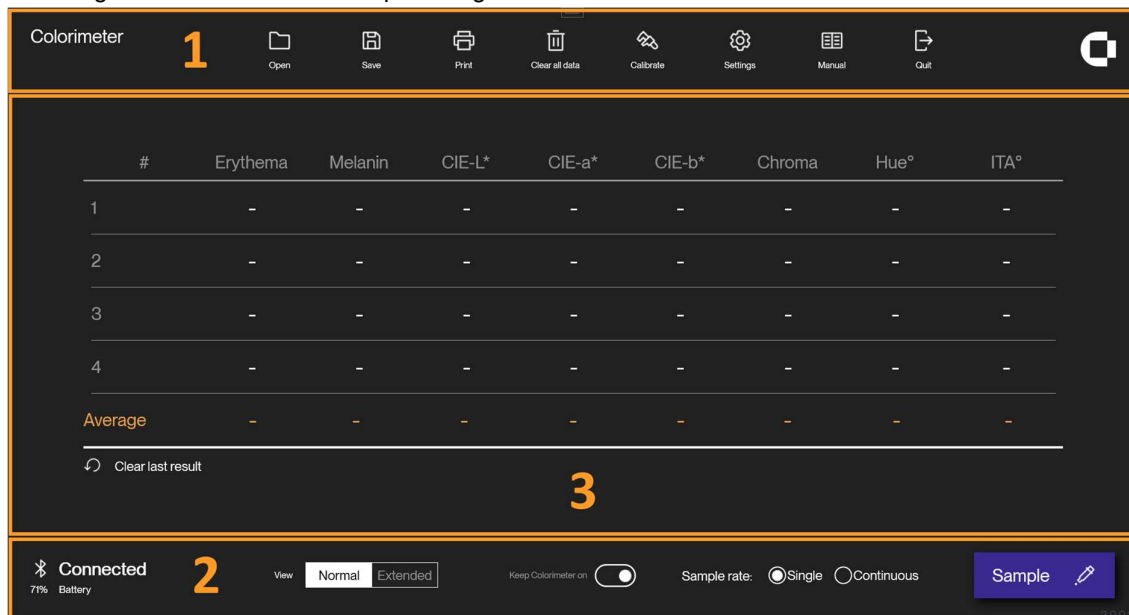 Colorimeter
1
Open Save Print Clear all data Calibrate Settings Manual Quit
# Erythema Melanin CIE-L* CIE-a* CIE-b* Chroma Hue° ITA°
1 - - - - - - - -
2 - - - - - - - -
3 - - - - - - - -
4 - - - - - - - -
Average - - - - - - - -
Clear last result
3
Connected
71% Battery
2
View Normal Extended
Keep Colorimeter on
Sample rate: Single Continuous
Sample